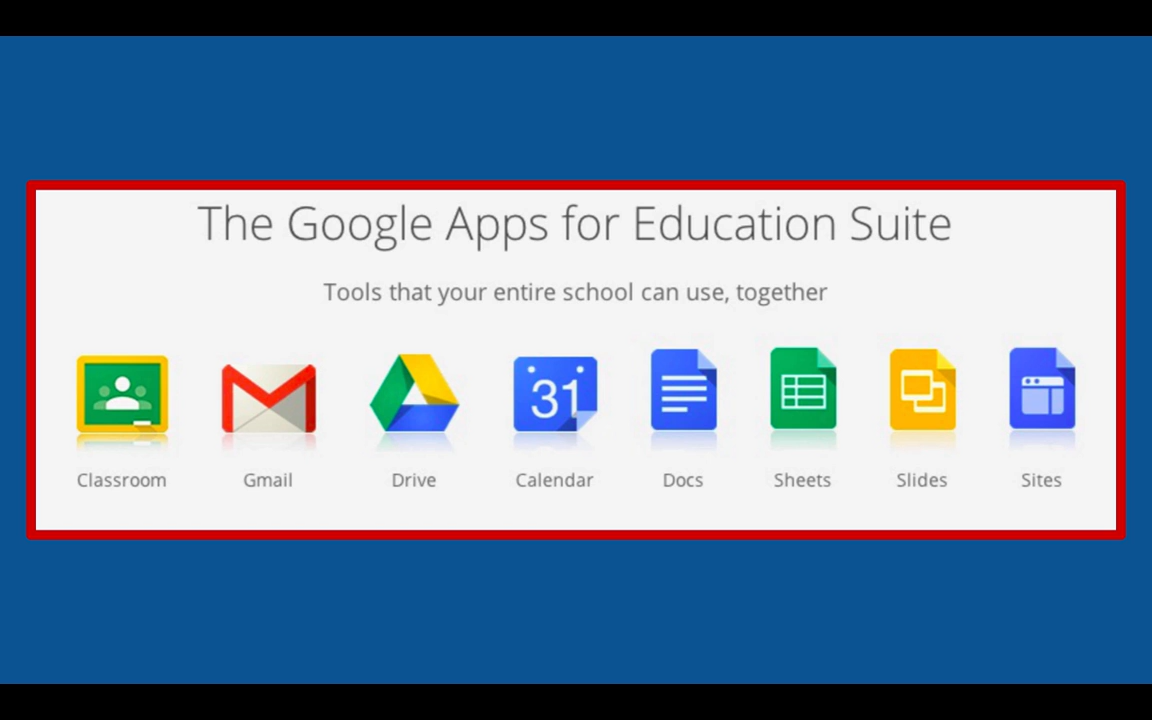 The Google Apps for Education Suite
Tools that your entire school can use, together
31
Classroom Gmail Drive Calendar Docs Sheets Slides Sites